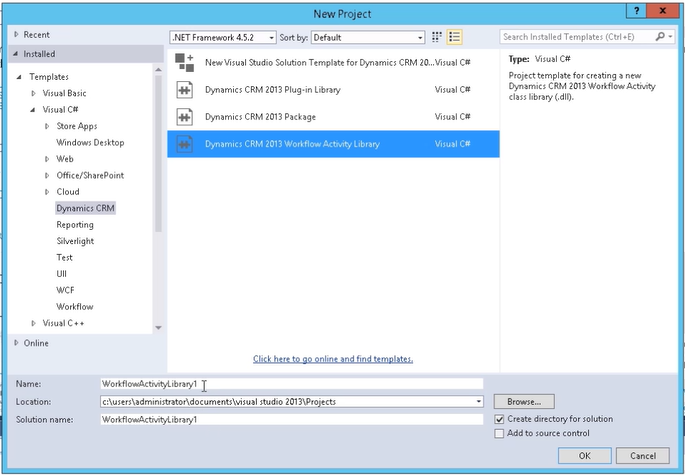 New Project
?
x
Recent
Installed
.NET Framework 4.5.2
Sort by: Default
Search Installed Templates (Ctrl+E)
Templates
Visual Basic
Visual C#
Store Apps
Windows Desktop
Web
Office/SharePoint
Cloud
Dynamics CRM
Reporting
Silverlight
Test
UII
WCF
Workflow
Visual C++
Online
New Visual Studio Solution Template for Dynamics CRM 20... Visual C#
Dynamics CRM 2013 Plug-in Library Visual C#
Dynamics CRM 2013 Package Visual C#
Dynamics CRM 2013 Workflow Activity Library Visual C#
Click here to go online and find templates.
Type: Visual C#
Project template for creating a new
Dynamics CRM 2013 Workflow Activity
class library (.dll).
Name: WorkflowActivityLibrary1
Location: c:\users\administrator\documents\visual studio 2013\Projects
Browse...
Solution name: WorkflowActivityLibrary1
Create directory for solution
Add to source control
OK
Cancel